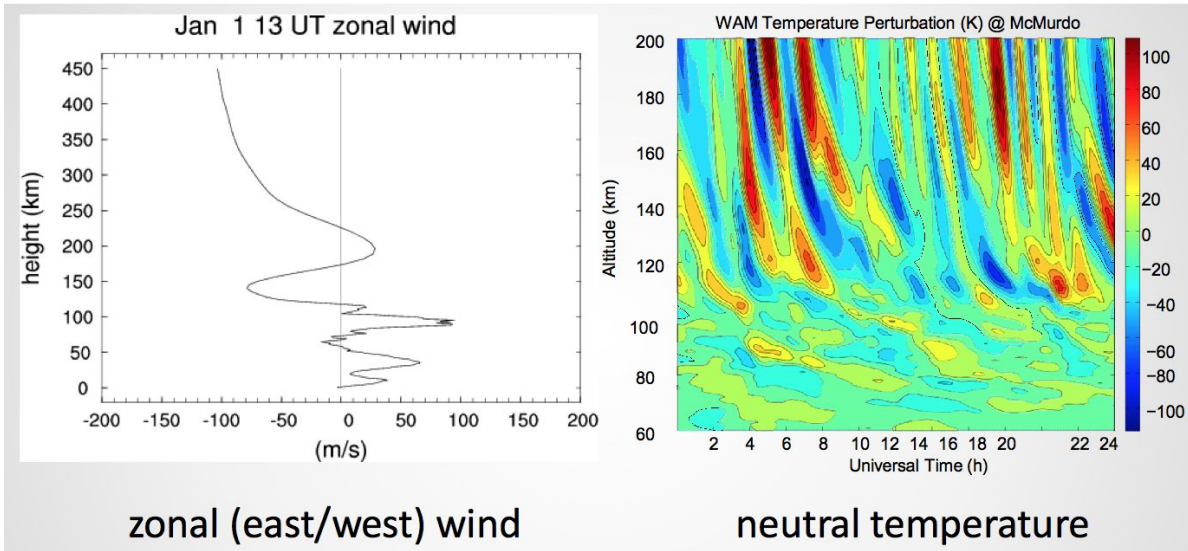 Jan 1 13 UT zonal wind
450
400
350
300
250
200
150
100
50
0
height (km)
-200 -150 -100 -50 0 50 100 150 200
(m/s)
zonal (east/west) wind
WAM Temperature Perturbation (K) @ McMurdo
200
180
160
140
120
100
80
60
Altitude (km)
2 4 6 8 10 12 14 16 18 20 22 24
Universal Time (h)
100
80
60
40
20
0
−20
−40
−60
−80
−100
neutral temperature